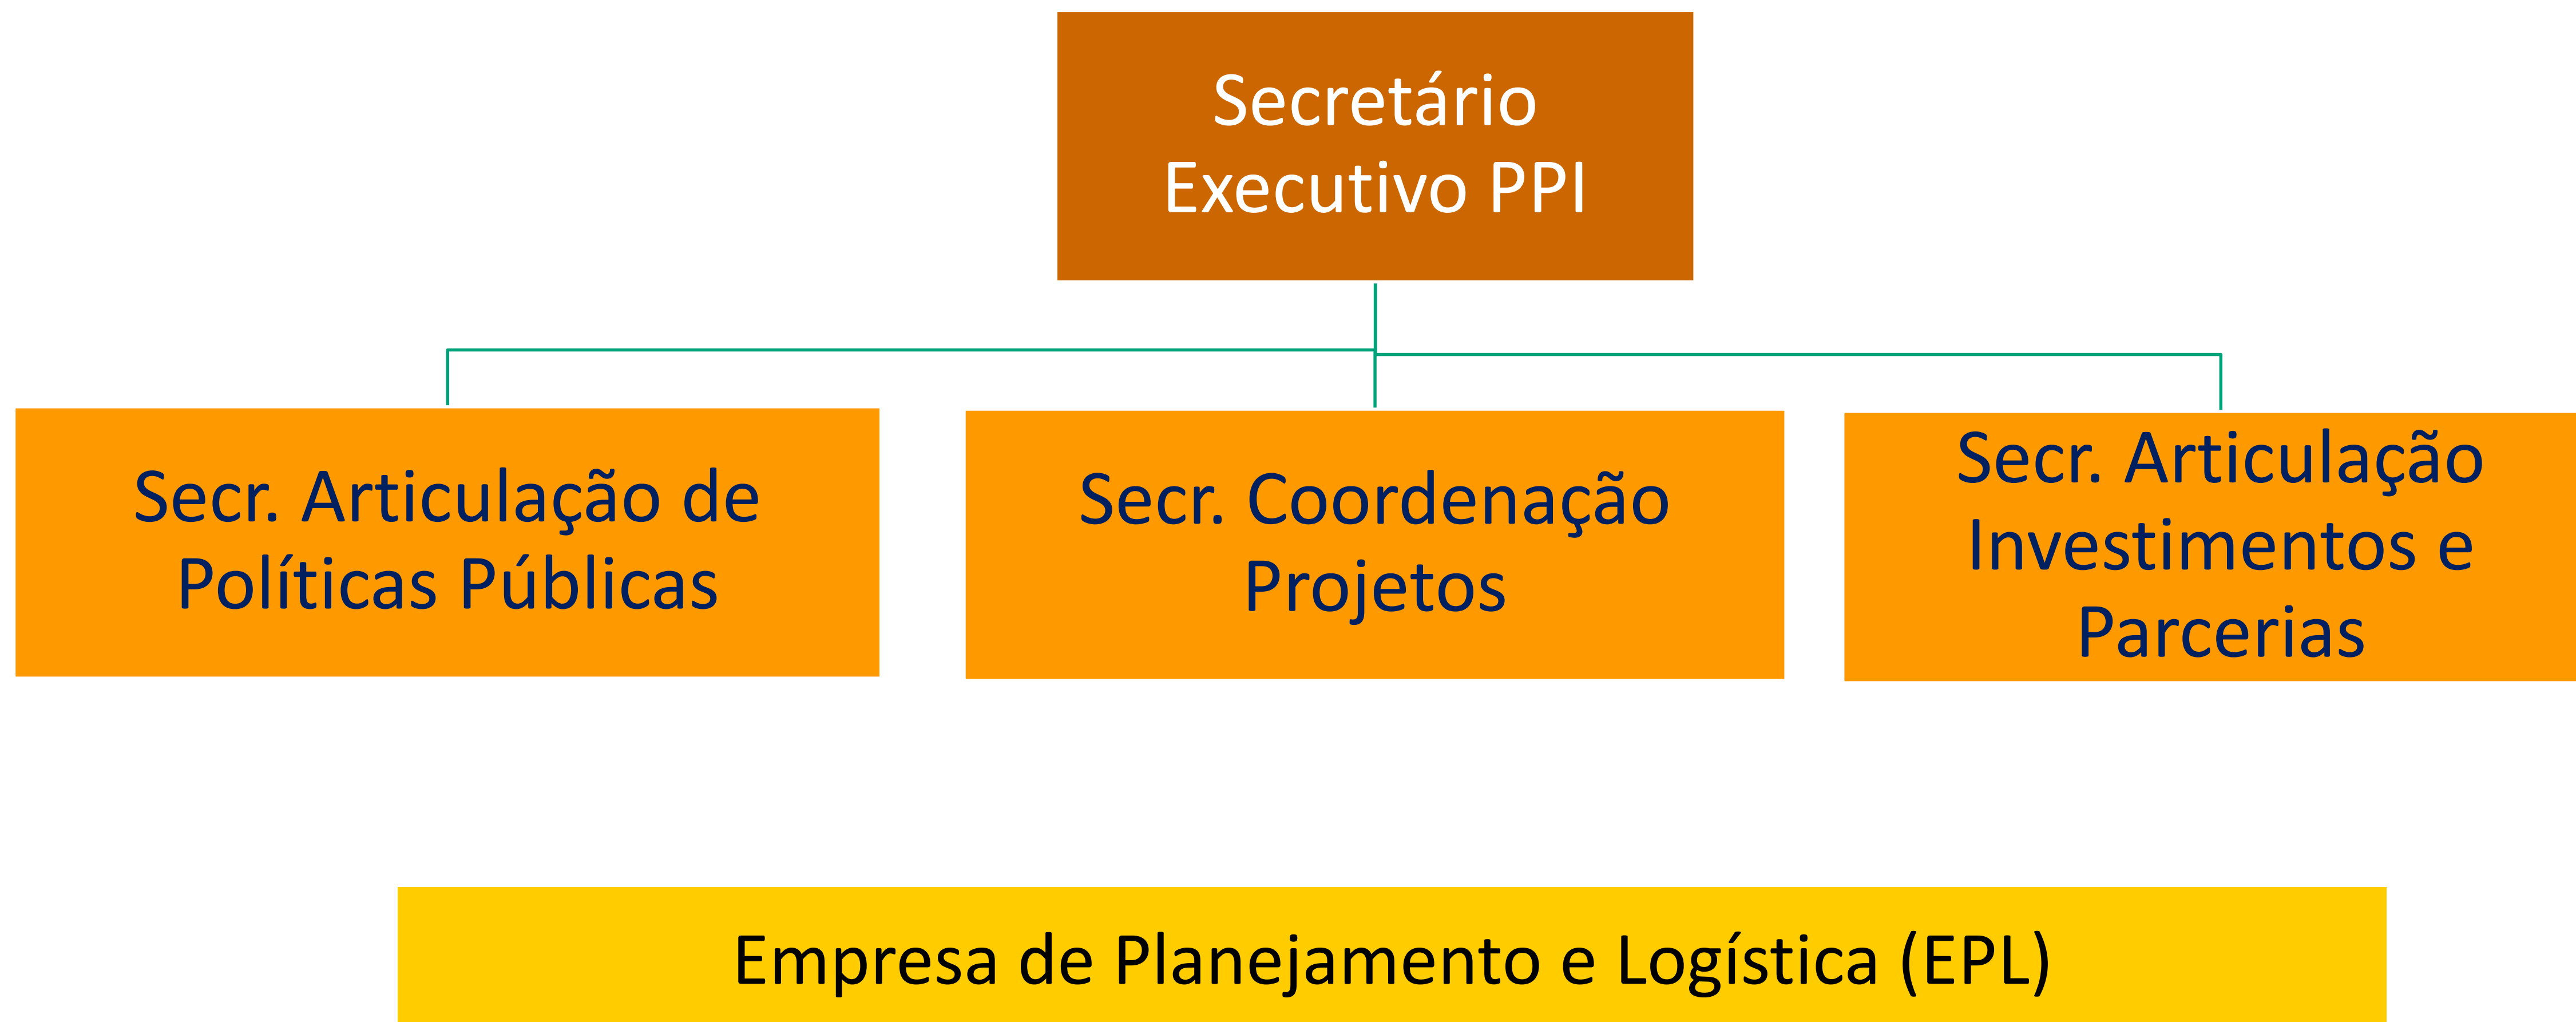 Secretário
Executivo PPI
Secr. Articulação de
Políticas Públicas
Secr. Coordenação
Projetos
Secr. Articulação
Investimentos e
Parcerias
Empresa de Planejamento e Logística (EPL)